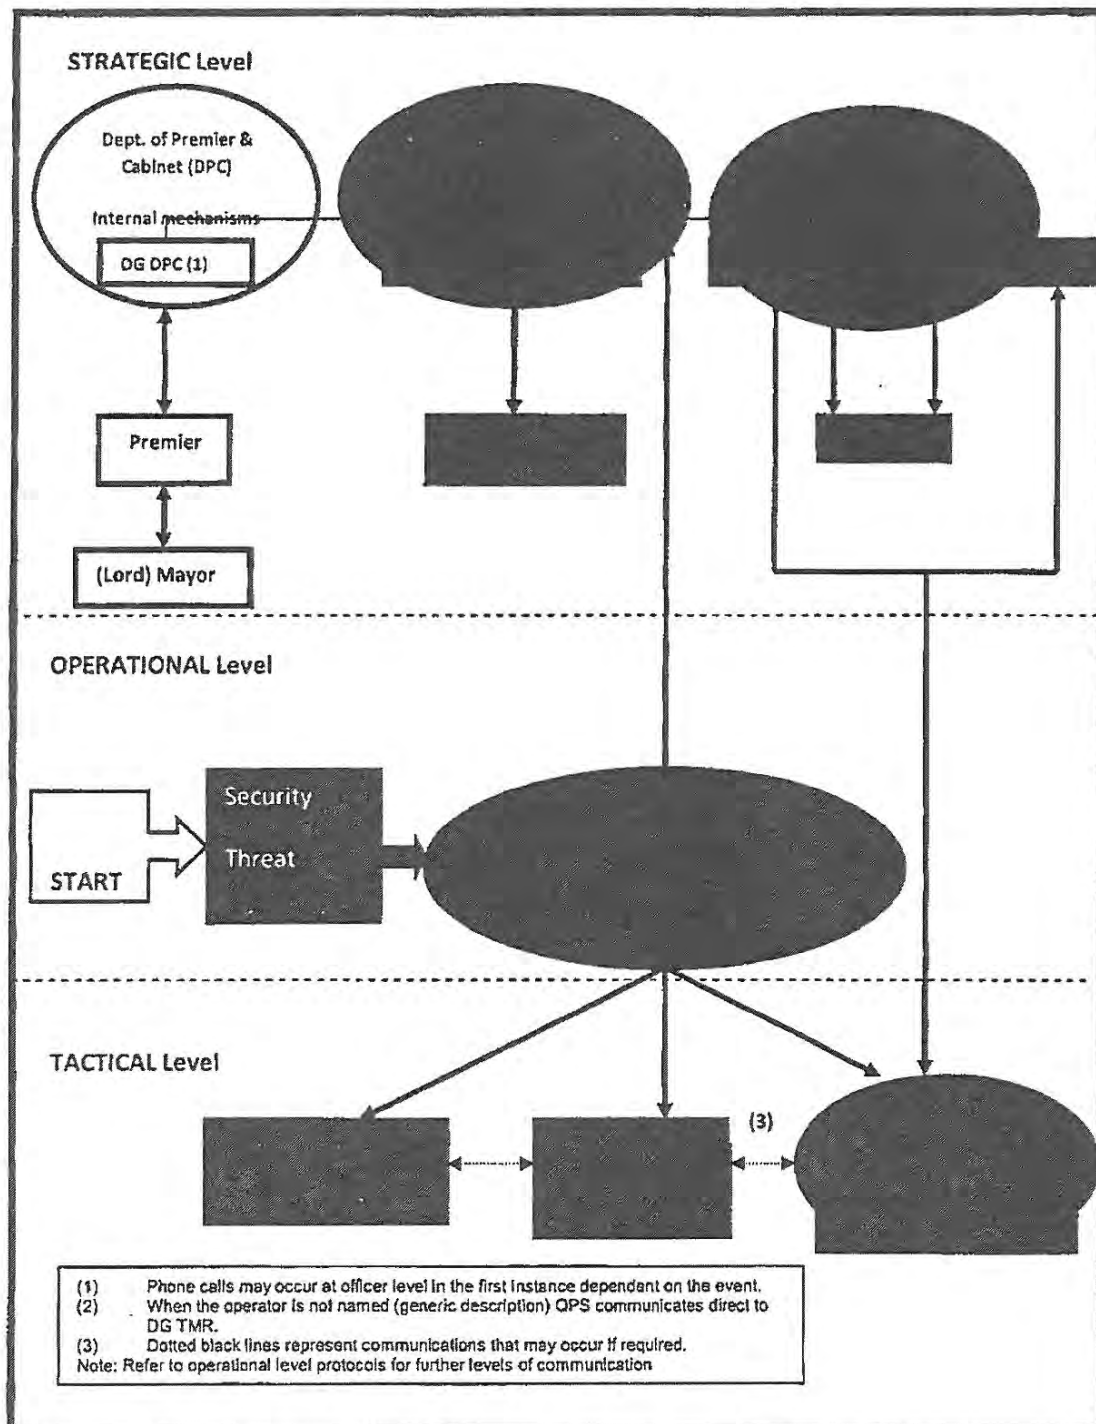 STRATEGIC Level
Dept. of Premier &
Cabinet (DPC)
Internal mechanisms
DG DPC (1)
Premier
(Lord) Mayor
OPERATIONAL Level
START
Security
Threat
TACTICAL Level
(3)
(1) Phone calls may occur at officer level in the first instance dependent on the event.
(2) When the operator is not named (generic description) QPS communicates direct to
DG TMR.
(3) Dotted black lines represent communications that may occur if required.
Note: Refer to operational level protocols for further levels of communication